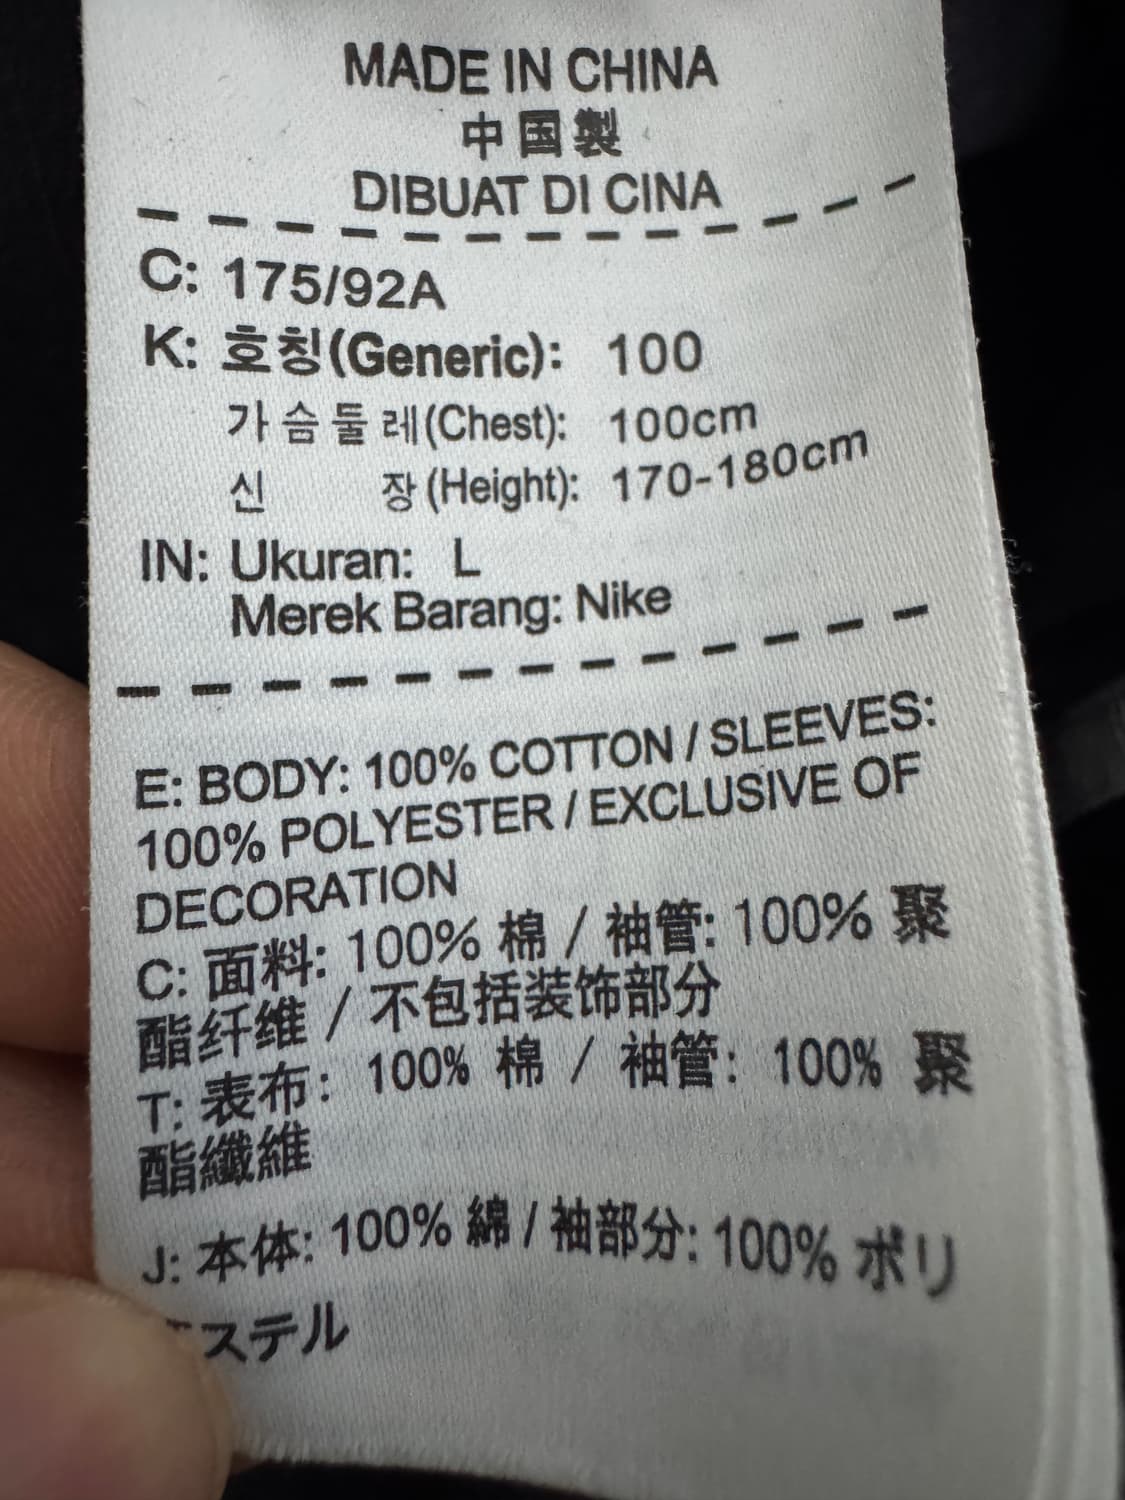 MADE IN CHINA
中国製
DIBUAT DI CINA
C: 175/92A
K: 호칭(Generic): 100
가슴둘레(Chest): 100cm
신 장(Height): 170-180cm
IN: Ukuran: L
Merek Barang: Nike
E: BODY: 100% COTTON / SLEEVES:
100% POLYESTER / EXCLUSIVE OF
DECORATION
C: 面料: 100% 棉 / 袖管: 100% 聚
酯纤维 / 不包括装饰部分
T: 表布: 100% 棉 / 袖管: 100% 聚
酯纖維
J: 本体: 100% 綿 / 袖部分: 100% ポリ
エステル